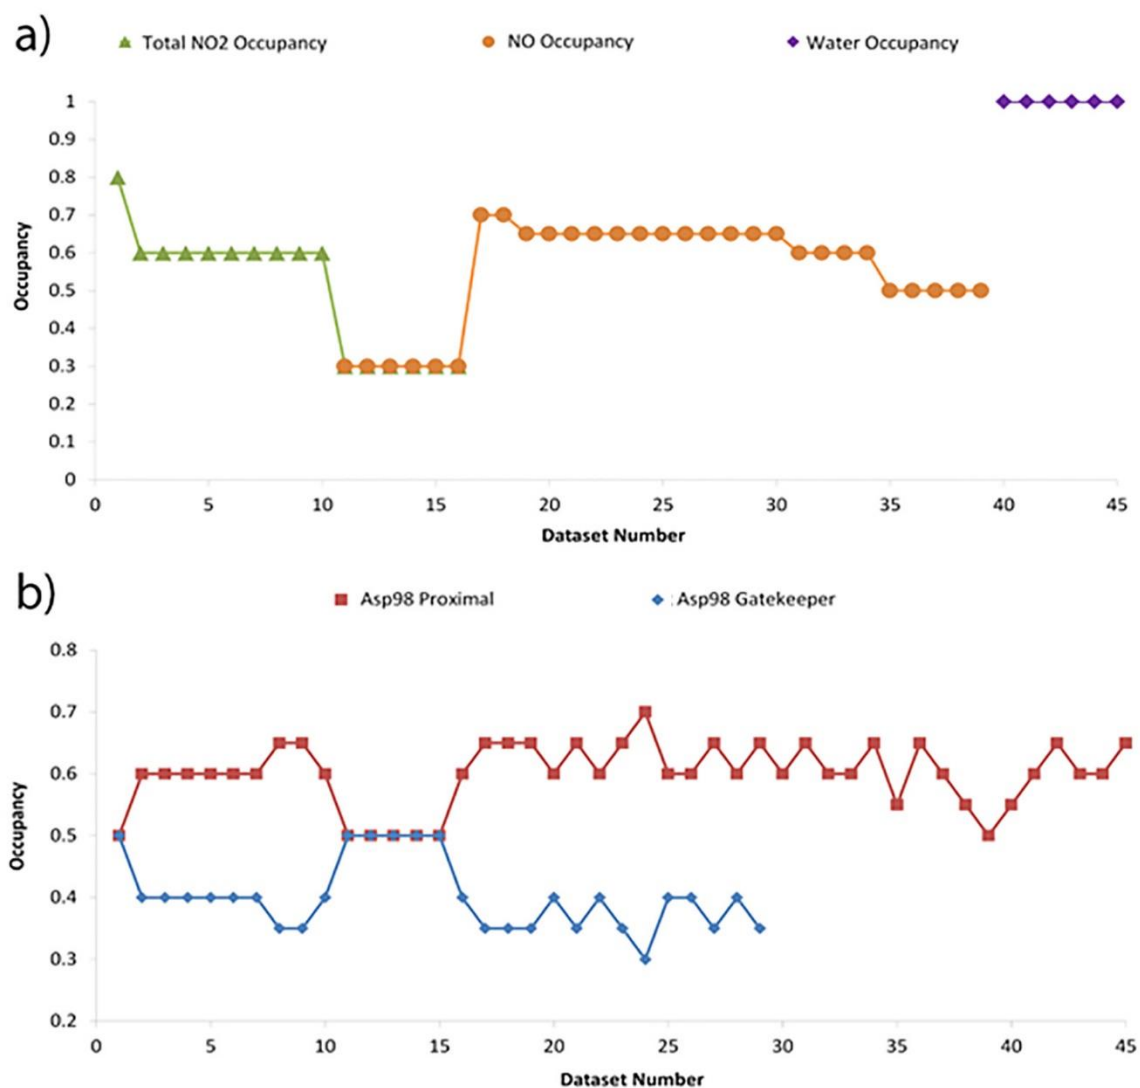 a)
Total NO2 Occupancy NO Occupancy Water Occupancy
1
0.9
0.8
0.7
0.6
0.5
0.4
0.3
0.2
0.1
0
Occupancy
0 5 10 15 20 25 30 35 40 45
Dataset Number
b)
Asp98 Proximal : Asp98 Gatekeeper
0.8
0.7
0.6
0.5
0.4
0.3
0.2
Occupancy
0 5 10 15 20 25 30 35 40 45
Dataset Number